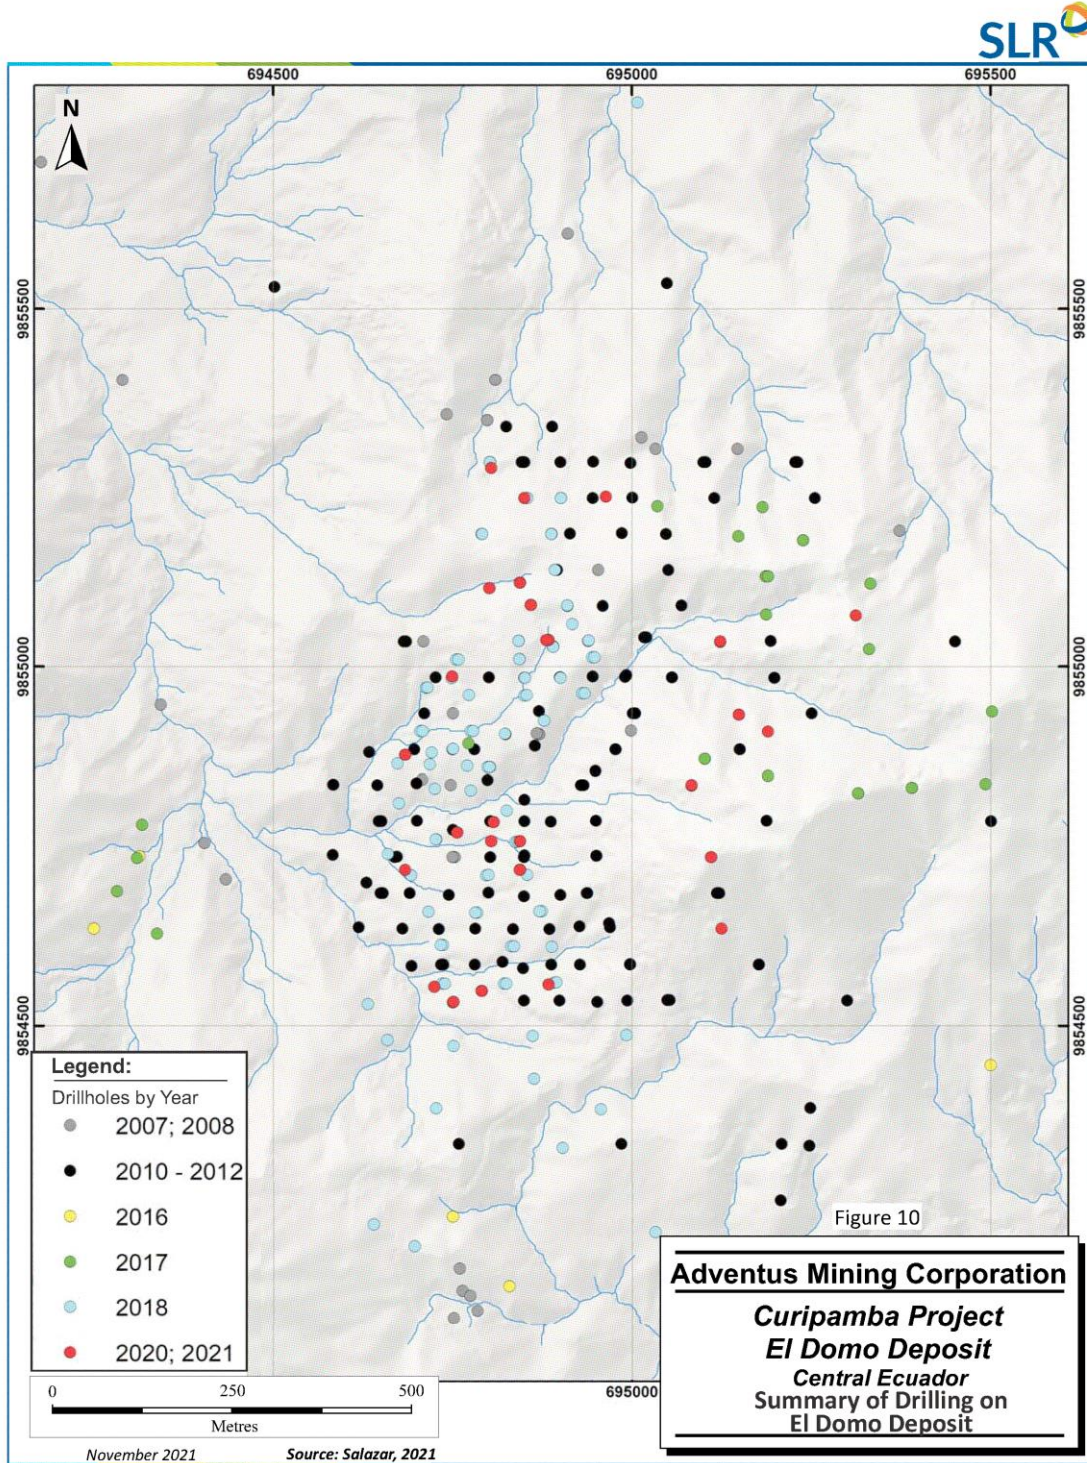 SLR
694500 695000 695500
N
9855500 9855500
9855000 9855000
9854500 9854500
Legend:
Drillholes by Year
2007; 2008
2010 - 2012
2016
2017
2018
2020; 2021
0 250 500
Metres
November 2021 Source: Salazar, 2021
695000
Figure 10
Adventus Mining Corporation
Curipamba Project
El Domo Deposit
Central Ecuador
Summary of Drilling on
El Domo Deposit